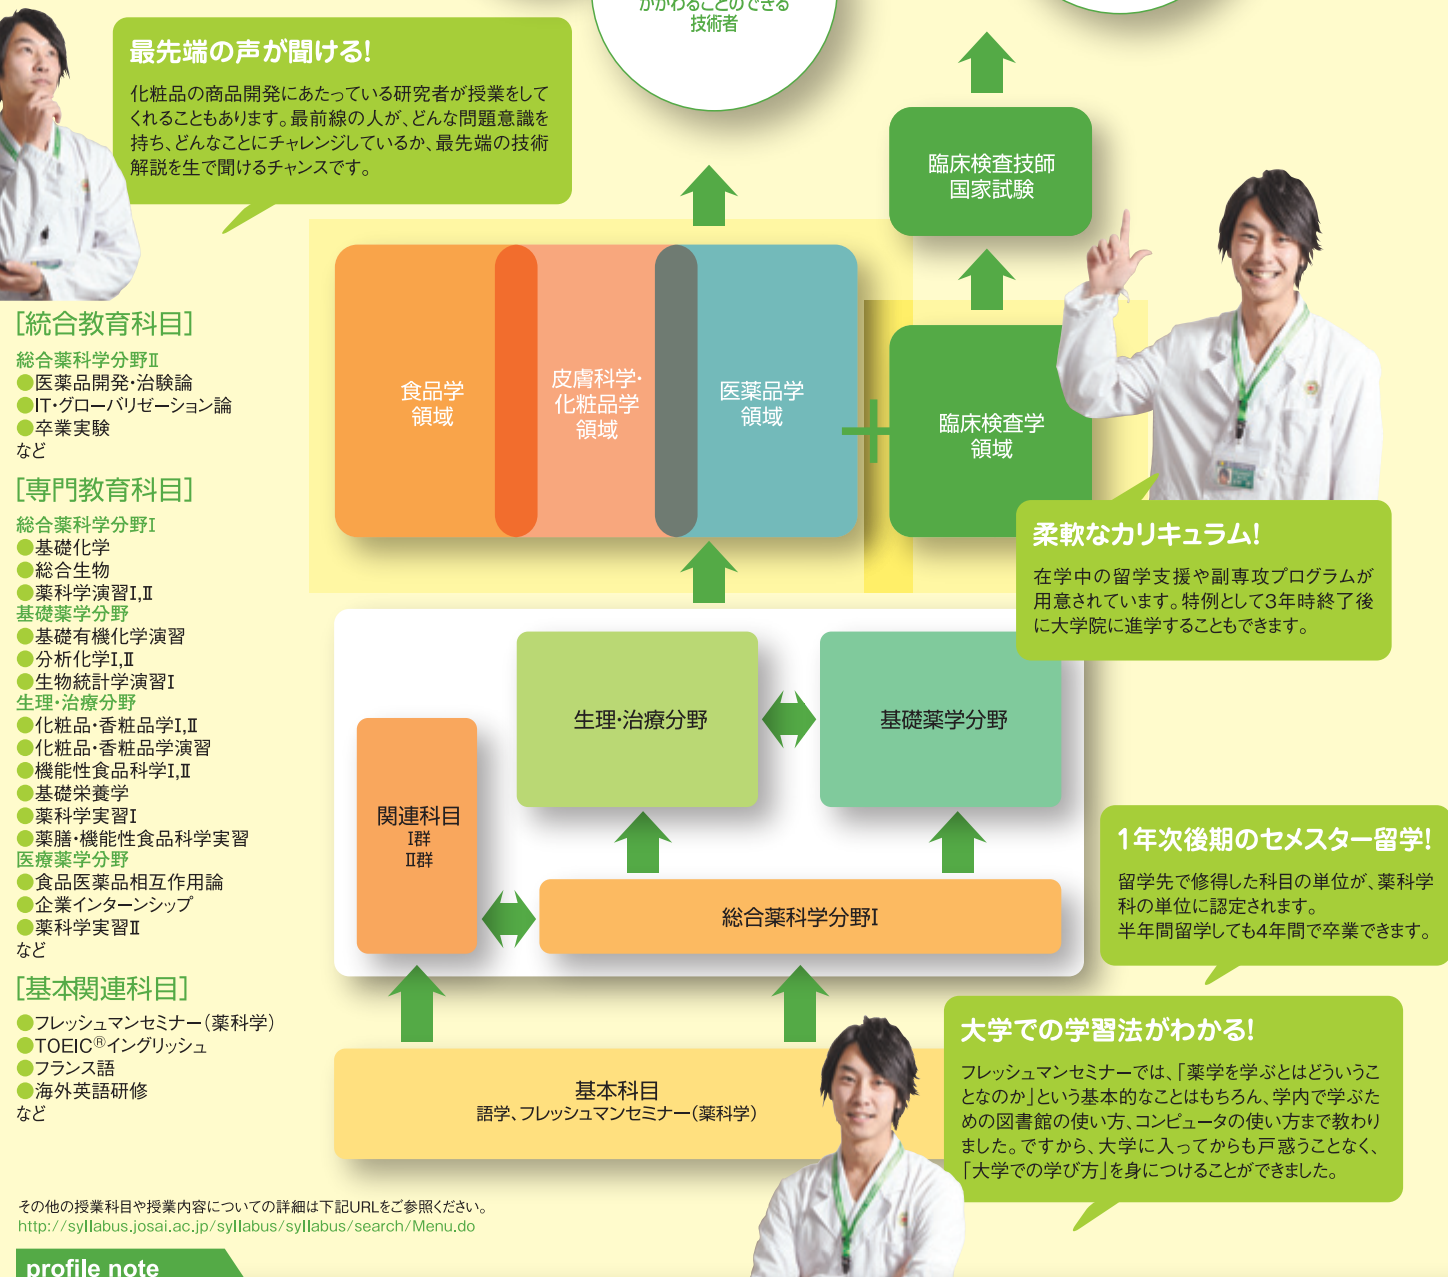 かかわることのできる
技術者
最先端の声が聞ける!
化粧品の商品開発にあたっている研究者が授業をして
くれることもあります。最前線の人が、どんな問題意識を
持ち、どんなことにチャレンジしているか、最先端の技術
解説を生で聞けるチャンスです。
臨床検査技師
国家試験
食品学
領域
皮膚科学・
化粧品学
領域
医薬品学
領域
+
臨床検査学
領域
柔軟なカリキュラム!
在学中の留学支援や副専攻プログラムが
用意されています。特例として3年時終了後
に大学院に進学することもできます。
[統合教育科目]
総合薬科学分野Ⅱ
●医薬品開発・治験論
●IT・グローバリゼーション論
●卒業実験
など
[専門教育科目]
総合薬科学分野Ⅰ
●基礎化学
●総合生物
●薬科学演習Ⅰ,Ⅱ
基礎薬学分野
●基礎有機化学演習
●分析化学Ⅰ,Ⅱ
●生物統計学演習Ⅰ
生理・治療分野
●化粧品・香粧品学Ⅰ,Ⅱ
●化粧品・香粧品学演習
●機能性食品科学Ⅰ,Ⅱ
●基礎栄養学
●薬科学実習Ⅰ
●薬膳・機能性食品科学実習
医療薬学分野
●食品医薬品相互作用論
●企業インターンシップ
●薬科学実習Ⅱ
など
[基本関連科目]
●フレッシュマンセミナー(薬科学)
●TOEIC®イングリッシュ
●フランス語
●海外英語研修
など
生理・治療分野
基礎薬学分野
関連科目
Ⅰ群
Ⅱ群
総合薬科学分野Ⅰ
1年次後期のセメスター留学!
留学先で修得した科目の単位が、薬科学
科の単位に認定されます。
半年間留学しても4年間で卒業できます。
基本科目
語学、フレッシュマンセミナー(薬科学)
大学での学習法がわかる!
フレッシュマンセミナーでは、「薬学を学ぶとはどういうこ
となのか」という基本的なことはもちろん、学内で学ぶた
めの図書館の使い方、コンピュータの使い方まで教わり
ました。ですから、大学に入ってからも戸惑うことなく、
「大学での学び方」を身につけることができました。
その他の授業科目や授業内容についての詳細は下記URLをご参照ください。
http://syllabus.josai.ac.jp/syllabus/syllabus/search/Menu.do
profile note